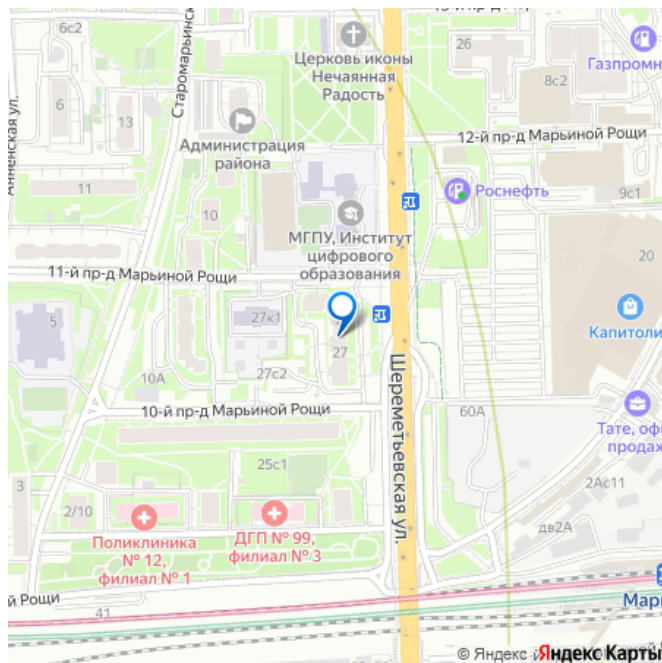 6с2
Старомарьинск
Церковь иконы
Нечаянная
Радость
26
Газпромн
8с2
6
13
Анненская ул.
Администрация
района
12-й пр-д Марьиной Рощи
11
10
Роснефть
9с1
МГПУ, Институт
цифрового
образования
11-й пр-д Марьиной Рощи
20
5
27к1
Капитоли
27
27с2
10А
10-й пр-д Марьиной Рощи
60А
Шереметьевская ул.
Тате, офи
продаж
25с1
3
2Ас11
2/10
Поликлиника
№ 12,
филиал № 1
ДГП № 99,
филиал № 3
дв2А
й Рощи
41
Мар
© Яндекс
Яндекс Карты